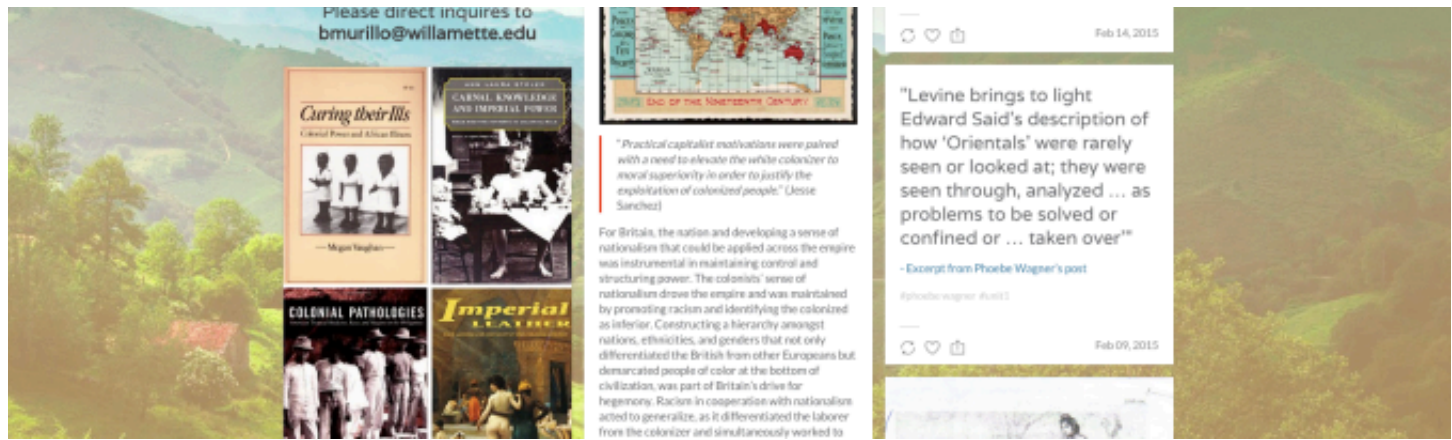 Please direct inquires to
bmurillo@willamette.edu
Curing their Ills
Colonial Power and African Illness
Megan Vaughan
ANN LAURA STOLER
CARNAL KNOWLEDGE
AND IMPERIAL POWER
COLONIAL PATHOLOGIES
Imperial
LEATHER
END OF THE NINETEENTH CENTURY
"Practical capitalist motivations were paired
with a need to elevate the white colonizer to
moral superiority in order to justify the
exploitation of colonized people." (Jesse
Sanchez)
For Britain, the nation and developing a sense of
nationalism that could be applied across the empire
was instrumental in maintaining control and
structuring power. The colonists' sense of
nationalism drove the empire and was maintained
by promoting racism and identifying the colonized
as inferior. Constructing a hierarchy amongst
nations, ethnicities, and genders that not only
differentiated the British from other Europeans but
demarcated people of color at the bottom of
civilization, was part of Britain's drive for
hegemony. Racism in cooperation with nationalism
acted to generalize, as it differentiated the laborer
from the colonizer and simultaneously worked to
Feb 14, 2015
"Levine brings to light
Edward Said's description of
how 'Orientals' were rarely
seen or looked at; they were
seen through, analyzed ... as
problems to be solved or
confined or ... taken over'"
- Excerpt from Phoebe Wagner's post
#phoebe wagner #unit1
Feb 09, 2015